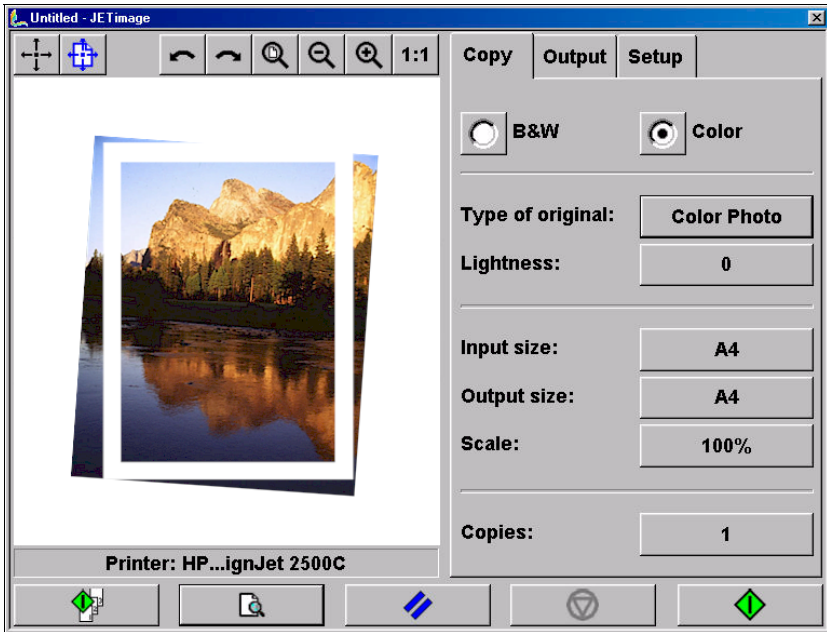 Untitled - JETimage
1:1
Copy Output Setup
B&W Color
Type of original: Color Photo
Lightness: 0
Input size: A4
Output size: A4
Scale: 100%
Copies: 1
Printer: HP...ignJet 2500C